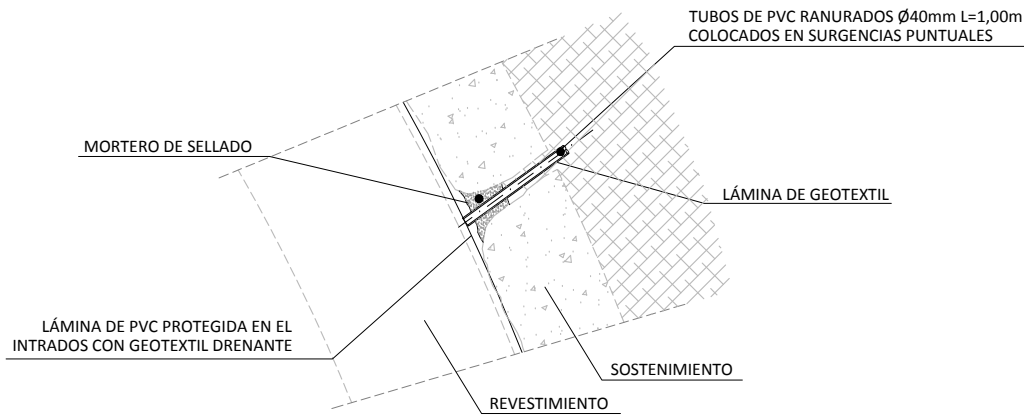 TUBOS DE PVC RANURADOS Ø40mm L=1,00m
COLOCADOS EN SURGENCIAS PUNTUALES
MORTERO DE SELLADO
LÁMINA DE GEOTEXTIL
LÁMINA DE PVC PROTEGIDA EN EL
INTRADOS CON GEOTEXTIL DRENANTE
SOSTENIMIENTO
REVESTIMIENTO